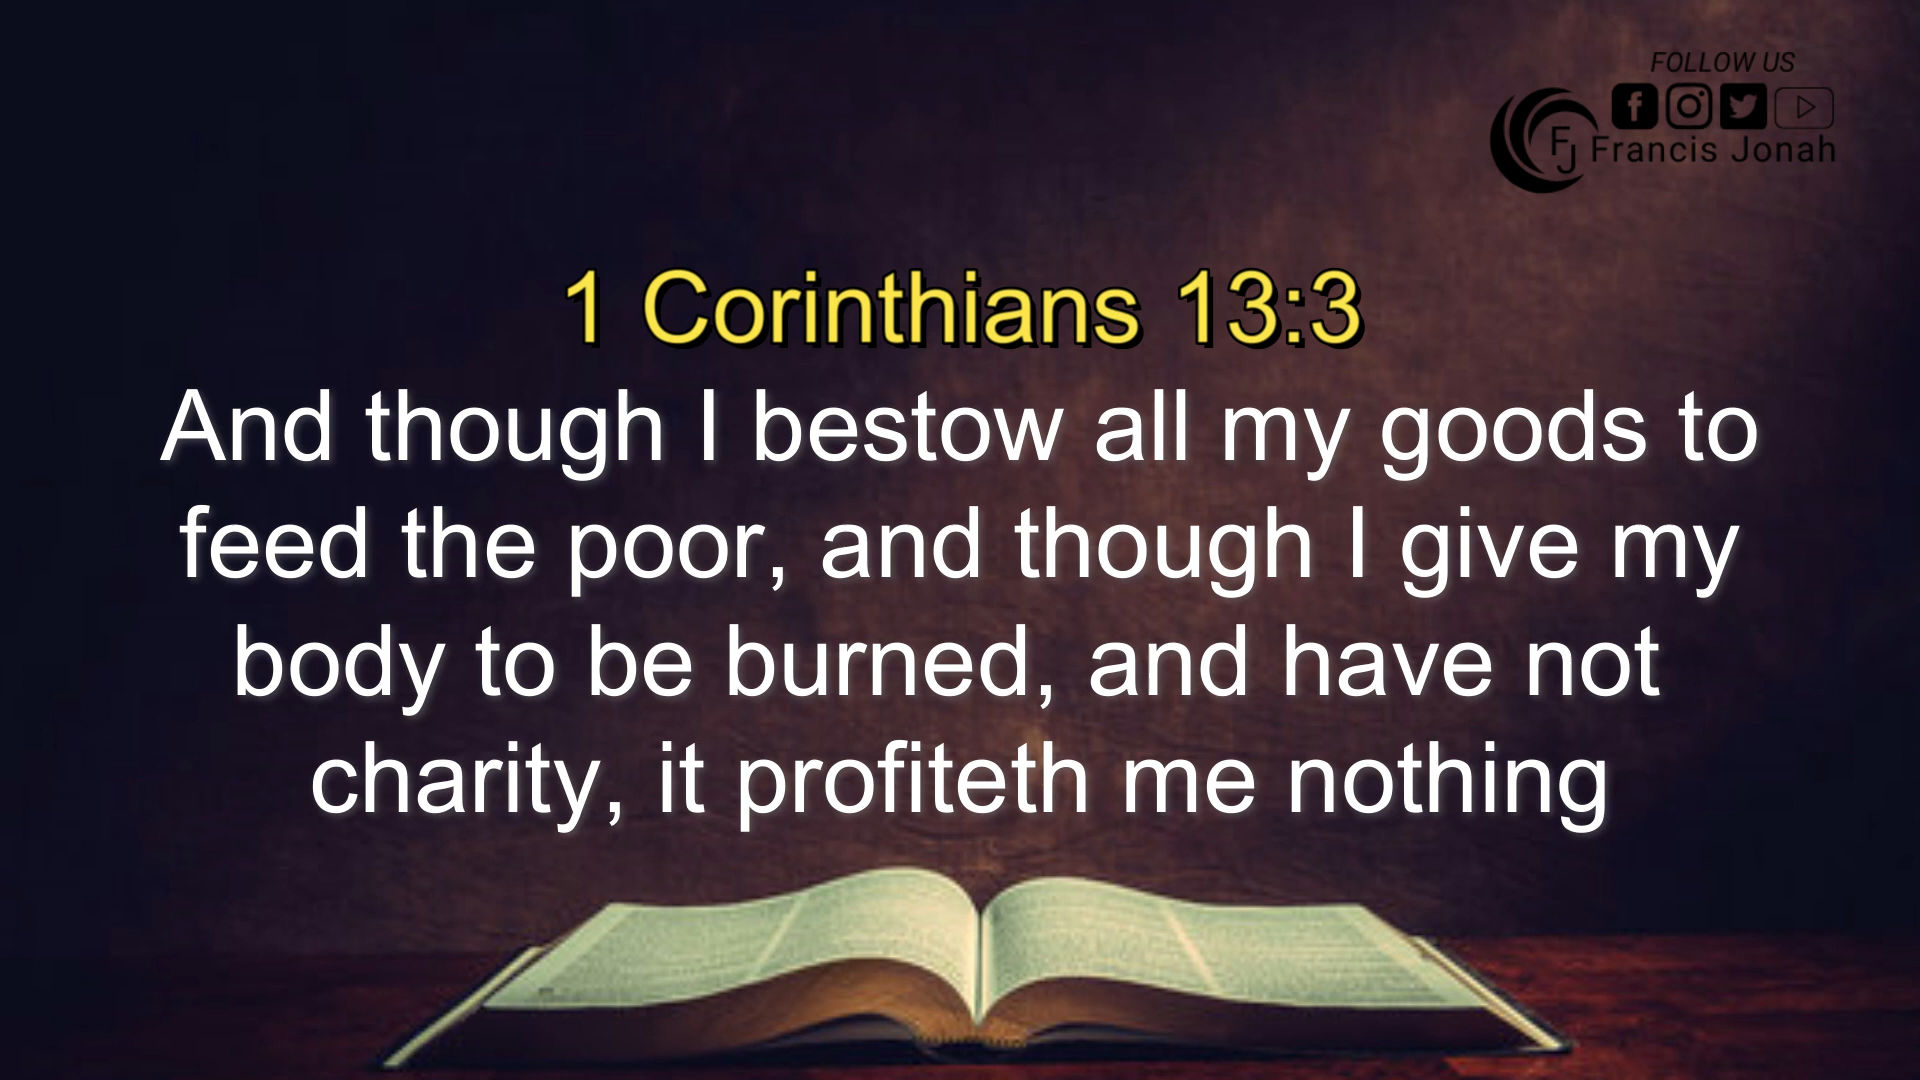 FOLLOW US
FJ Francis Jonah
1 Corinthians 13:3
And though I bestow all my goods to
feed the poor, and though I give my
body to be burned, and have not
charity, it profiteth me nothing